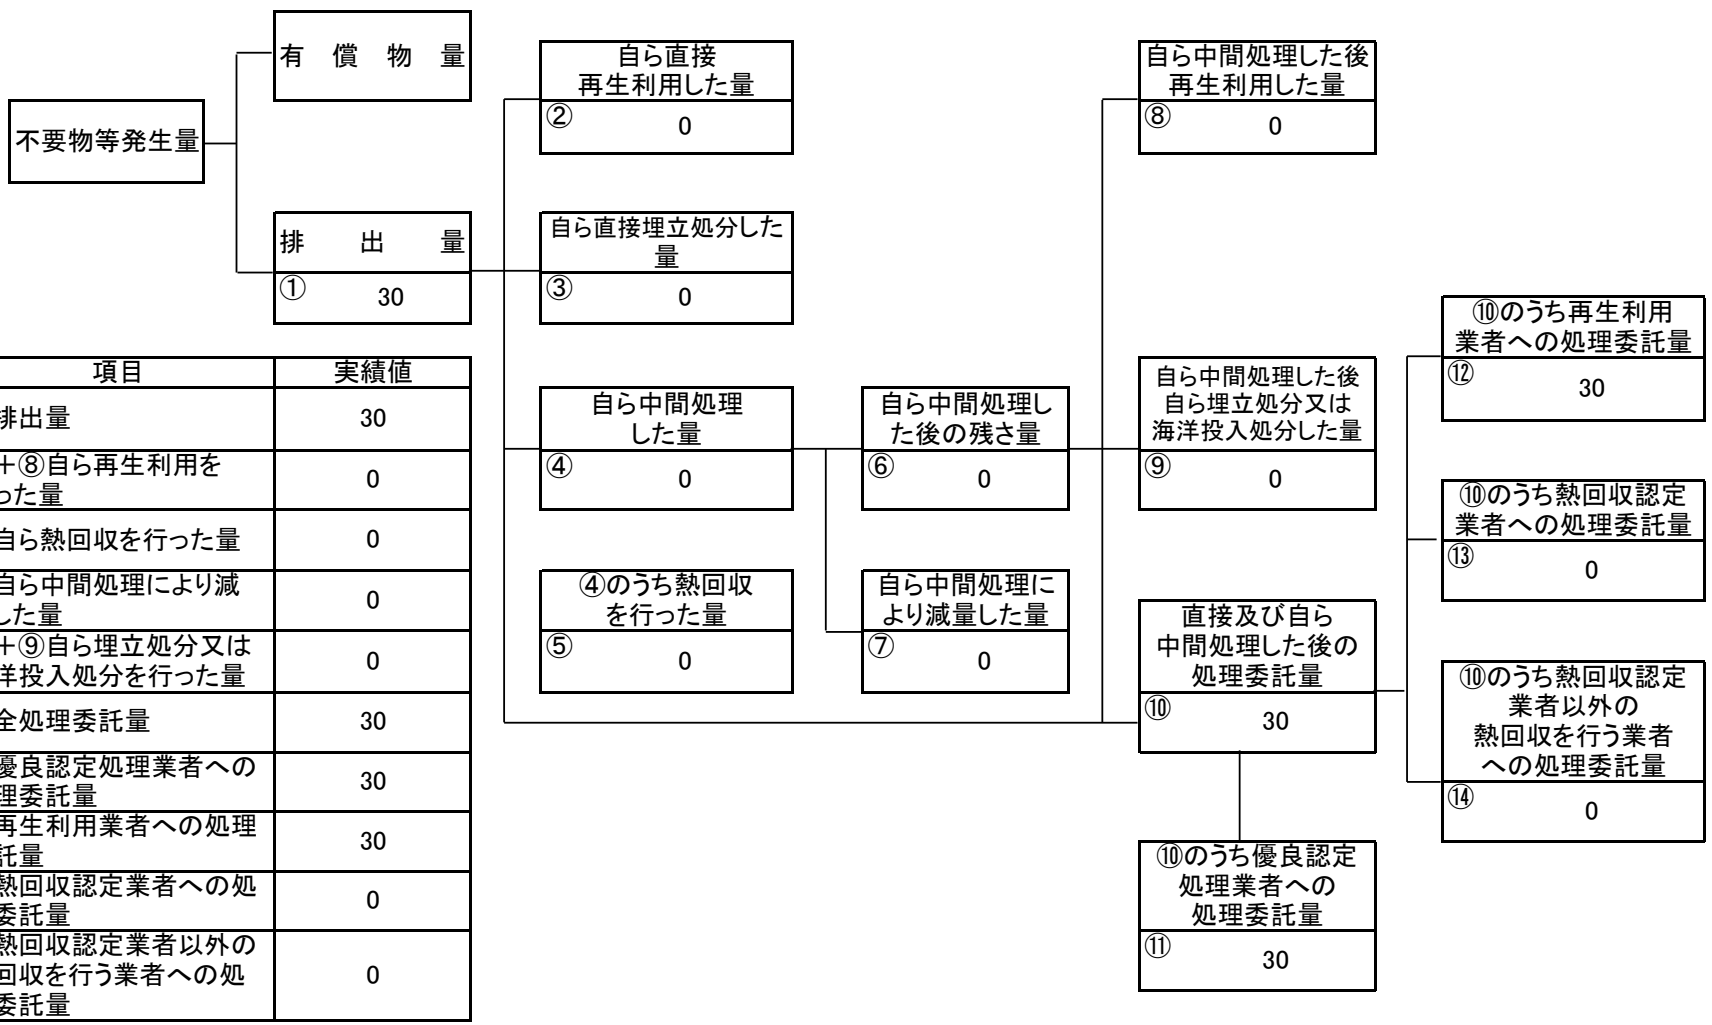 有償物量
不要物等発生量
排出量
①
30
自ら直接
再生利用した量
②
0
自ら直接埋立処分した
量
③
0
自ら中間処理
した量
④
0
④のうち熱回収
を行った量
⑤
0
自ら中間処理し
た後の残さ量
⑥
0
自ら中間処理に
より減量した量
⑦
0
自ら中間処理した後
再生利用した量
⑧
0
自ら中間処理した後
自ら埋立処分又は
海洋投入処分した量
⑨
0
直接及び自ら
中間処理した後の
処理委託量
⑩
30
⑩のうち優良認定
処理業者への
処理委託量
⑪
30
⑩のうち再生利用
業者への処理委託量
⑫
30
⑩のうち熱回収認定
業者への処理委託量
⑬
0
⑩のうち熱回収認定
業者以外の
熱回収を行う業者
への処理委託量
⑭
0
項目 実績値
排出量 30
＋⑧自ら再生利用を
った量 0
自ら熱回収を行った量 0
自ら中間処理により減
した量 0
＋⑨自ら埋立処分又は
洋投入処分を行った量 0
全処理委託量 30
優良認定処理業者への
理委託量 30
再生利用業者への処理
託量 30
熱回収認定業者への処
委託量 0
熱回収認定業者以外の
回収を行う業者への処 0
委託量